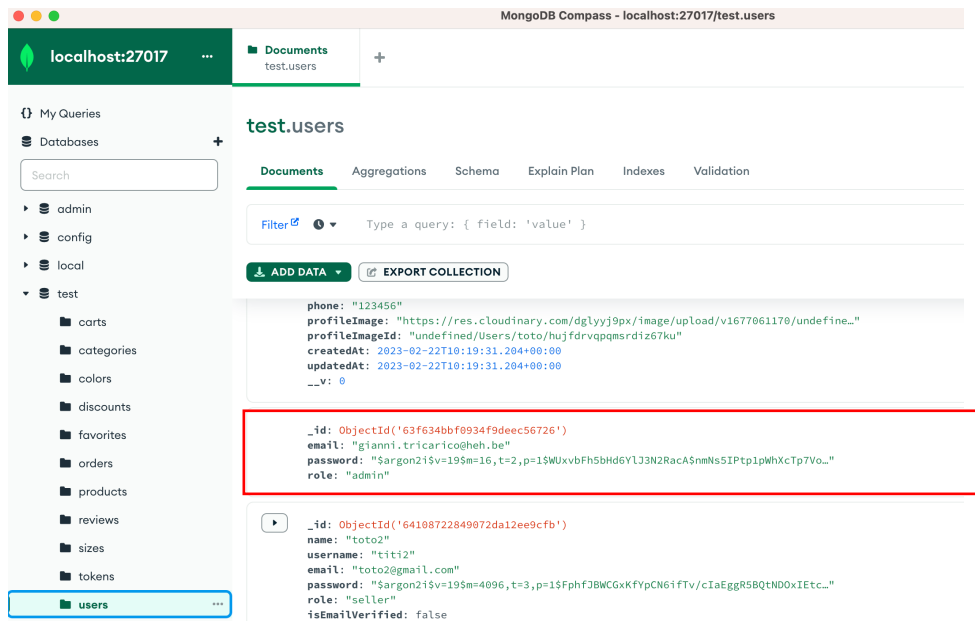 MongoDB Compass - localhost:27017/test.users
localhost:27017 ...
Documents
test.users
+
{} My Queries
Databases +
Search
admin
config
local
test
carts
categories
colors
discounts
favorites
orders
products
reviews
sizes
tokens
users ...
test.users
Documents Aggregations Schema Explain Plan Indexes Validation
Filter Type a query: { field: 'value' }
ADD DATA EXPORT COLLECTION
phone: "123456"
profileImage: "https://res.cloudinary.com/dglyyj9px/image/upload/v1677061170/undefine…"
profileImageId: "undefined/Users/toto/hujfdrvqpqmsrdiz67ku"
createdAt: 2023-02-22T10:19:31.204+00:00
updatedAt: 2023-02-22T10:19:31.204+00:00
__v: 0
_id: ObjectId('63f634bbf0934f9deec56726')
email: "gianni.tricarico@heh.be"
password: "$argon2i$v=19$m=16,t=2,p=1$WUxvbFh5bHd6YlJ3N2RacA$nmNs5IPtp1pWhXcTp7Vo…"
role: "admin"
_id: ObjectId('64108722849072da12ee9cfb')
name: "toto2"
username: "titi2"
email: "toto2@gmail.com"
password: "$argon2i$v=19$m=4096,t=3,p=1$FphfJBWCGxKfYpCN6ifTv/cIaEggR5BQtNDOxIEtc…"
role: "seller"
isEmailVerified: false